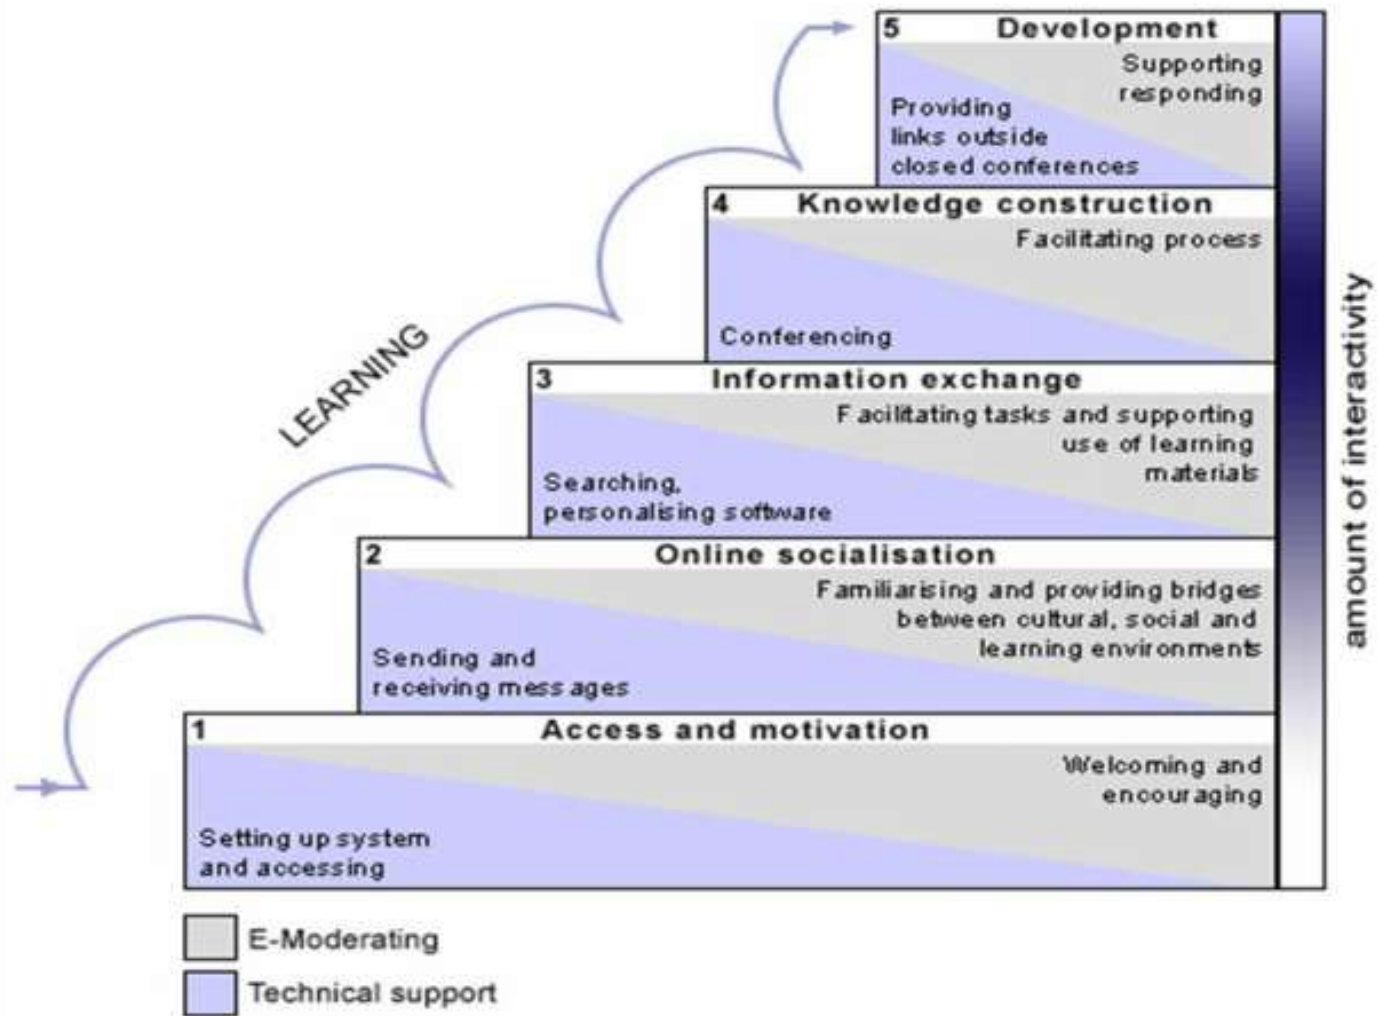 5 Development
Supporting
responding
Providing
links outside
closed conferences
4 Knowledge construction
Facilitating process
Conferencing
3 Information exchange
Facilitating tasks and supporting
use of learning
materials
Searching,
personalising software
2 Online socialisation
Familiarising and providing bridges
between cultural, social and
learning environments
Sending and
receiving messages
1 Access and motivation
Welcoming and
encouraging
Setting up system
and accessing
LEARNING
amount of interactivity
E-Moderating
Technical support